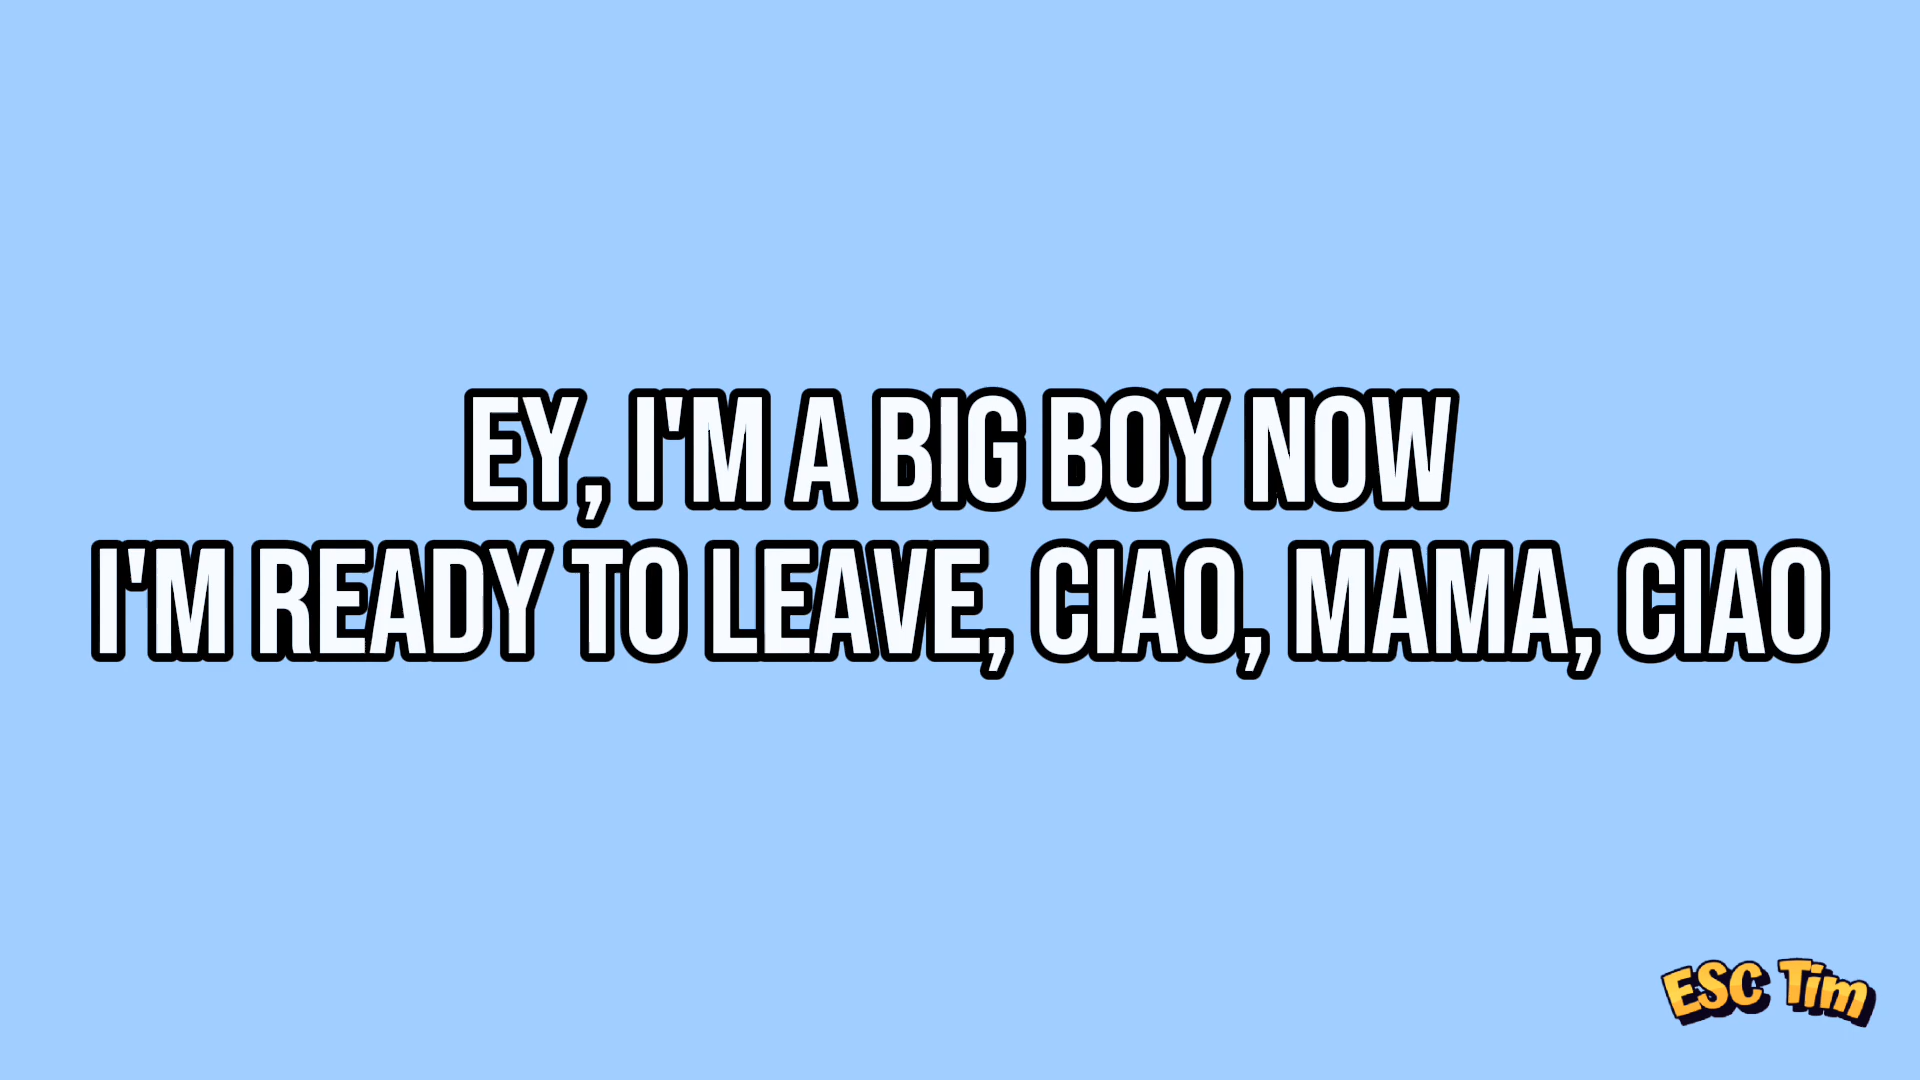 EY, I'M A BIG BOY NOW
I'M READY TO LEAVE, CIAO, MAMA, CIAO
ESC Tim